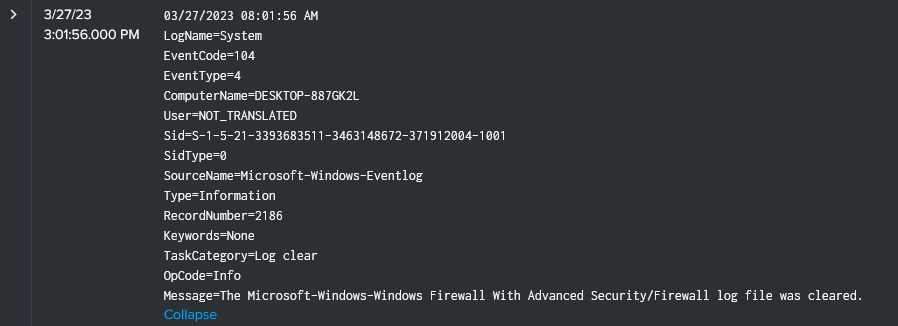 3/27/23
3:01:56.000 PM
03/27/2023 08:01:56 AM
LogName=System
EventCode=104
EventType=4
ComputerName=DESKTOP-887GK2L
User=NOT_TRANSLATED
Sid=S-1-5-21-3393683511-3463148672-371912004-1001
SidType=0
SourceName=Microsoft-Windows-Eventlog
Type=Information
RecordNumber=2186
Keywords=None
TaskCategory=Log clear
OpCode=Info
Message=The Microsoft-Windows-Windows Firewall With Advanced Security/Firewall log file was cleared.
Collapse